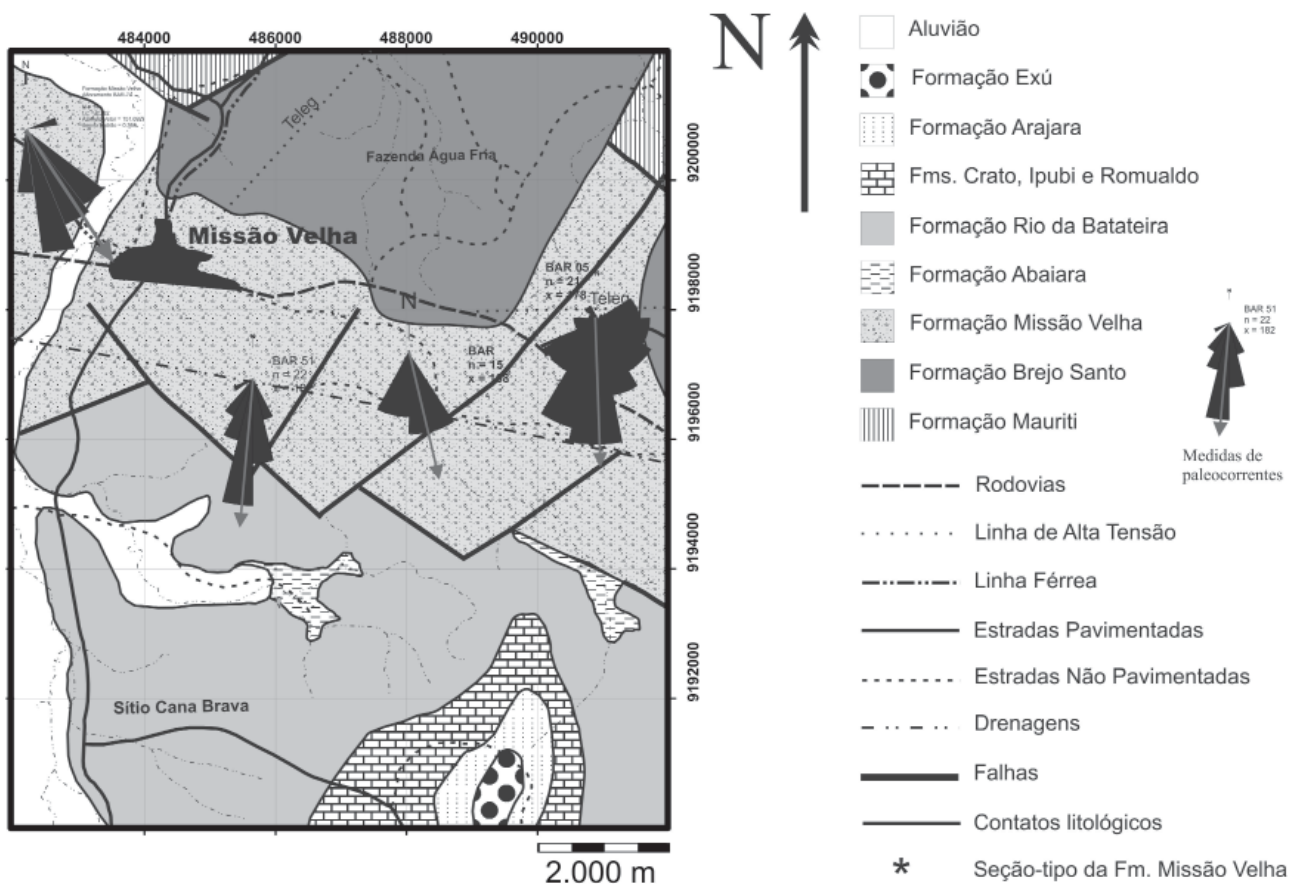 484000 486000 488000 490000
N
Formação Missão Velha
N
Teleg
Fazenda Água Fria
9200000
Missão Velha
BAR 05
n = 21
x = 178
Teleg
9198000
N
BAR 51
n = 22
BAR
n = 15
9196000
9194000
9192000
Sítio Cana Brava
2.000 m
Aluvião
Formação Exú
Formação Arajara
Fms. Crato, Ipubi e Romualdo
Formação Rio da Batateira
Formação Abaiara
Formação Missão Velha
Formação Brejo Santo
Formação Mauriti
Rodovias
Linha de Alta Tensão
Linha Férrea
Estradas Pavimentadas
Estradas Não Pavimentadas
Drenagens
Falhas
Contatos litológicos
* Seção-tipo da Fm. Missão Velha
BAR 51
n = 22
x = 182
Medidas de
paleocorrentes